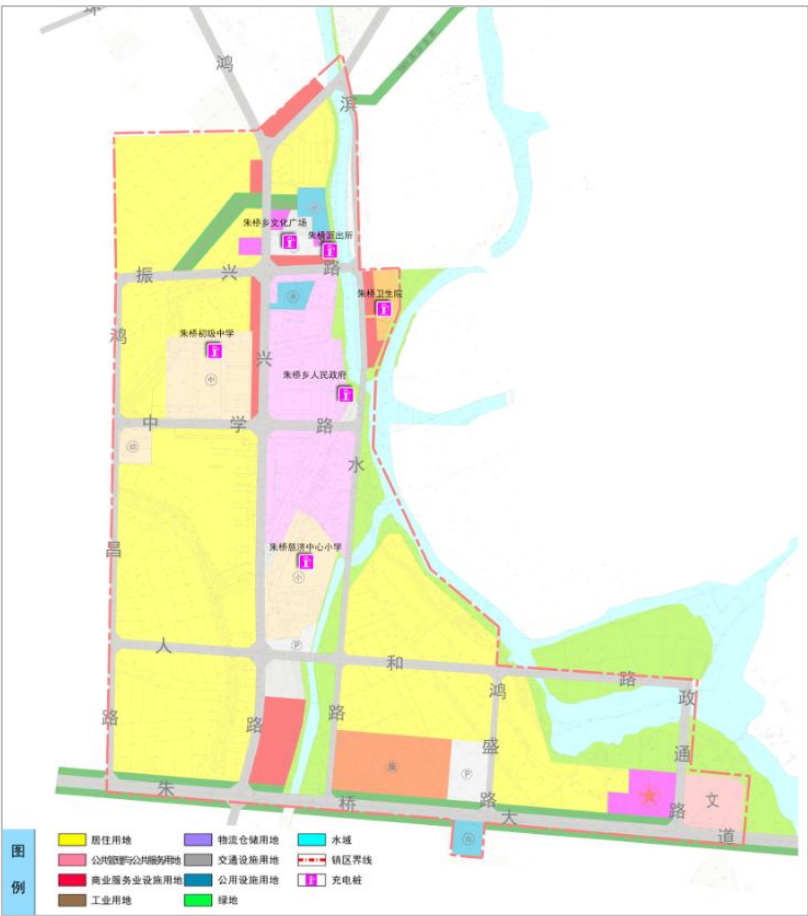 鸿
滨
朱桥乡文化广场
朱桥派出所
振 兴 路
朱桥卫生院
鸿
朱桥初级中学
兴
朱桥乡人民政府
中 学 路
幼
水
昌
朱桥慈济中心小学
小
P
人 和 路
鸿
政
路
路
路
盛
通
P
文
朱 桥 大 道
路
路
图例
居住用地
物流仓储用地
水域
公共管理与公共服务用地
交通设施用地
镇区界线
商业服务业设施用地
公用设施用地
充电桩
工业用地
绿地